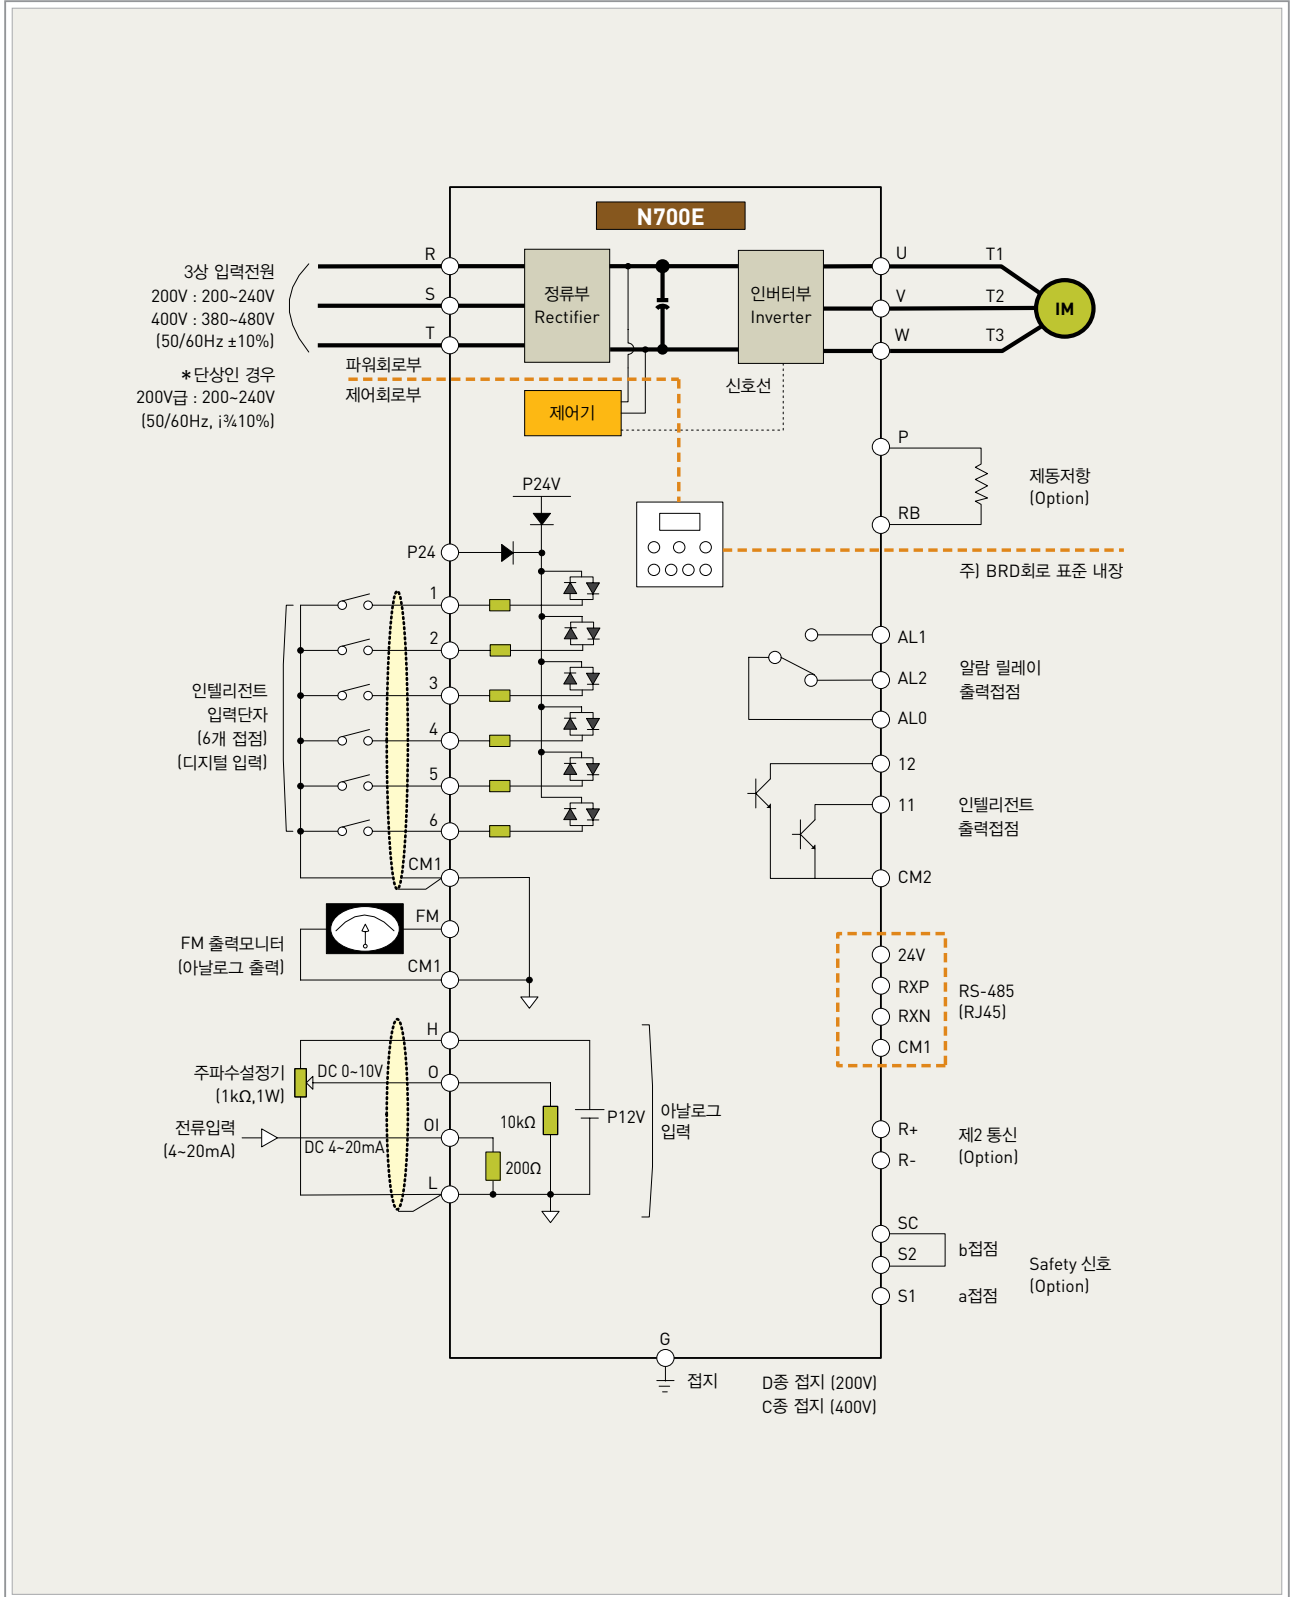 N700E
R
S
T
3상 입력전원
200V : 200~240V
400V : 380~480V
(50/60Hz ±10%)
*단상인 경우
200V급 : 200~240V
(50/60Hz, i¾10%)
정류부
Rectifier
인버터부
Inverter
U
V
W
T1
T2
T3
IM
파워회로부
제어회로부
제어기
신호선
P
RB
제동저항
(Option)
주) BRD회로 표준 내장
P24V
P24
1
2
3
4
5
6
CM1
인텔리전트
입력단자
(6개 접점)
(디지털 입력)
AL1
AL2
AL0
알람 릴레이
출력접점
12
11
CM2
인텔리전트
출력접점
FM
CM1
FM 출력모니터
(아날로그 출력)
24V
RXP
RXN
CM1
RS-485
(RJ45)
H
O
OI
L
주파수설정기
(1kΩ,1W)
DC 0~10V
전류입력
(4~20mA)
DC 4~20mA
10kΩ
200Ω
P12V
아날로그
입력
R+
R-
제2 통신
(Option)
SC
S2
S1
b접점
a접점
Safety 신호
(Option)
G
접지
D종 접지 (200V)
C종 접지 (400V)